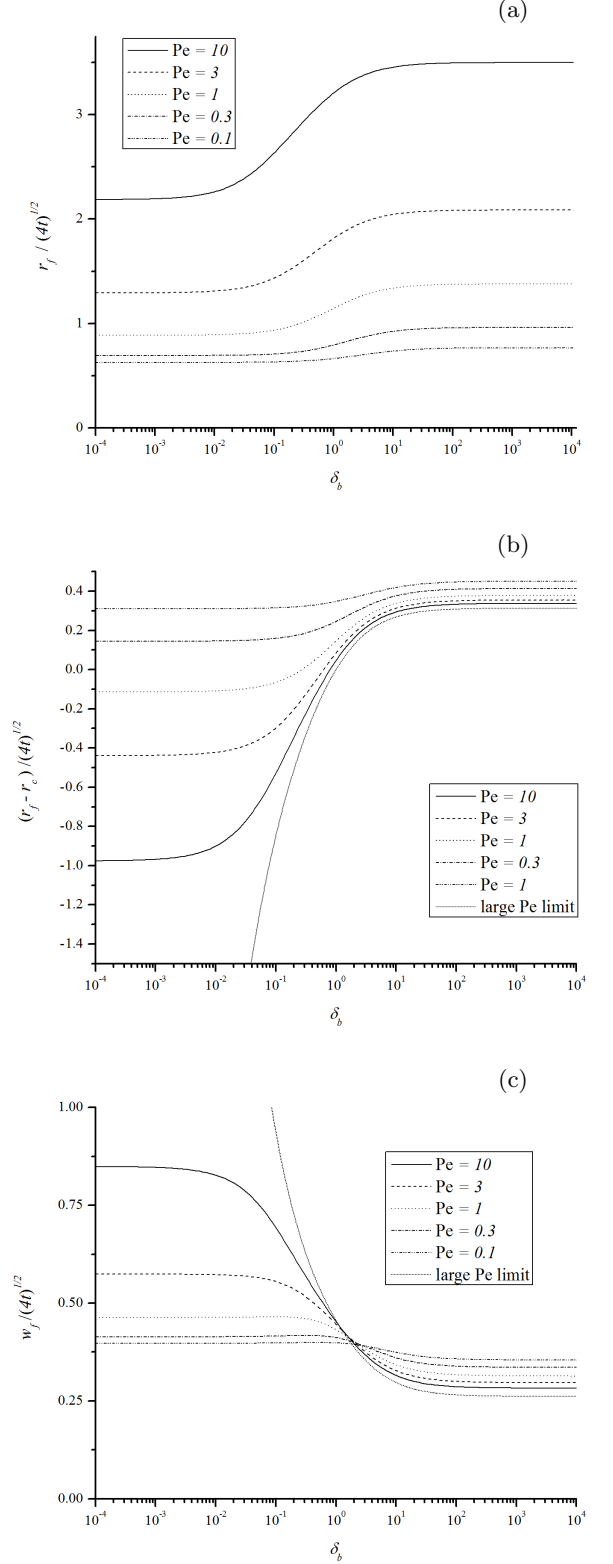 (a)
Pe = 10
Pe = 3
Pe = 1
Pe = 0.3
Pe = 0.1
3
2
1
0
r_f / (4t)^{1/2}
10^{-4} 10^{-3} 10^{-2} 10^{-1} 10^0 10^1 10^2 10^3 10^4
δ_b
(b)
0.4
0.2
0.0
-0.2
-0.4
-0.6
-0.8
-1.0
-1.2
-1.4
(r_f - r_c) /(4t)^{1/2}
Pe = 10
Pe = 3
Pe = 1
Pe = 0.3
Pe = 1
large Pe limit
10^{-4} 10^{-3} 10^{-2} 10^{-1} 10^0 10^1 10^2 10^3 10^4
δ_b
(c)
1.00
0.75
0.50
0.25
0.00
w_f /(4t)^{1/2}
Pe = 10
Pe = 3
Pe = 1
Pe = 0.3
Pe = 0.1
large Pe limit
10^{-4} 10^{-3} 10^{-2} 10^{-1} 10^0 10^1 10^2 10^3 10^4
δ_b